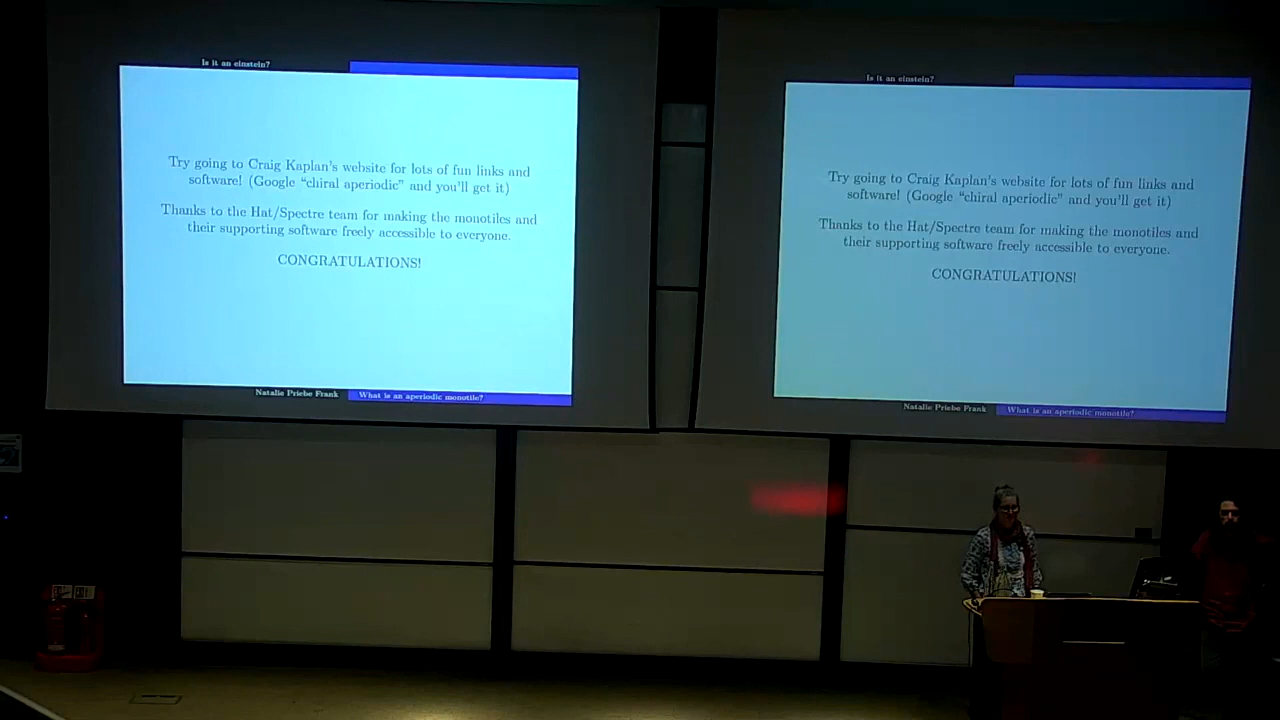 Is it an einstein?
Try going to Craig Kaplan's website for lots of fun links and
software! (Google "chiral aperiodic" and you'll get it)
Thanks to the Hat/Spectre team for making the monotiles and
their supporting software freely accessible to everyone.
CONGRATULATIONS!
Natalie Priebe Frank
What is an aperiodic monotile?
Is it an einstein?
Try going to Craig Kaplan's website for lots of fun links and
software! (Google "chiral aperiodic" and you'll get it)
Thanks to the Hat/Spectre team for making the monotiles and
their supporting software freely accessible to everyone.
CONGRATULATIONS!
Natalie Priebe Frank
What is an aperiodic monotile?